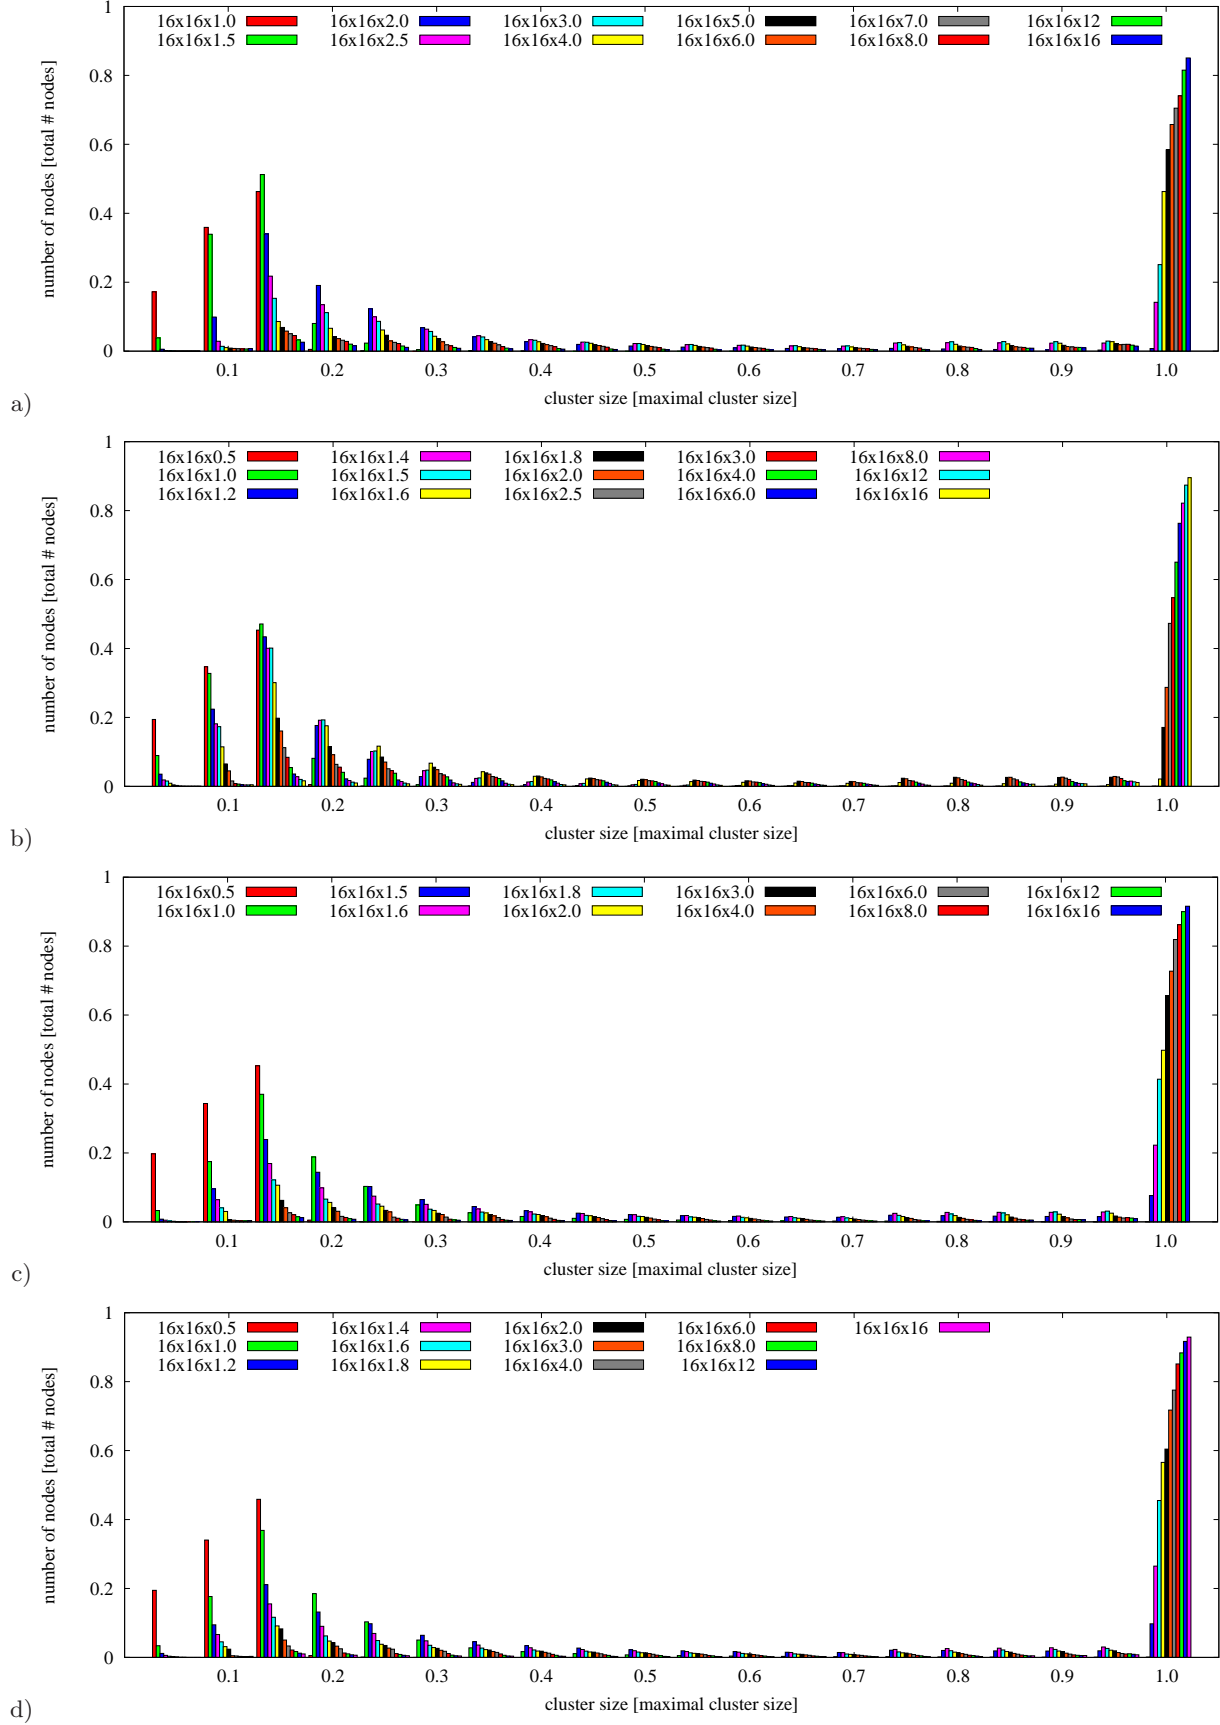 16x16x1.0 16x16x2.0 16x16x3.0 16x16x5.0 16x16x7.0 16x16x12
16x16x1.5 16x16x2.5 16x16x4.0 16x16x6.0 16x16x8.0 16x16x16
number of nodes [total # nodes]
1
0.8
0.6
0.4
0.2
0
0.1 0.2 0.3 0.4 0.5 0.6 0.7 0.8 0.9 1.0
cluster size [maximal cluster size]
a)
16x16x0.5 16x16x1.4 16x16x1.8 16x16x3.0 16x16x8.0
16x16x1.0 16x16x1.5 16x16x2.0 16x16x4.0 16x16x12
16x16x1.2 16x16x1.6 16x16x2.5 16x16x6.0 16x16x16
number of nodes [total # nodes]
1
0.8
0.6
0.4
0.2
0
0.1 0.2 0.3 0.4 0.5 0.6 0.7 0.8 0.9 1.0
cluster size [maximal cluster size]
b)
16x16x0.5 16x16x1.5 16x16x1.8 16x16x3.0 16x16x6.0 16x16x12
16x16x1.0 16x16x1.6 16x16x2.0 16x16x4.0 16x16x8.0 16x16x16
number of nodes [total # nodes]
1
0.8
0.6
0.4
0.2
0
0.1 0.2 0.3 0.4 0.5 0.6 0.7 0.8 0.9 1.0
cluster size [maximal cluster size]
c)
16x16x0.5 16x16x1.4 16x16x2.0 16x16x6.0 16x16x16
16x16x1.0 16x16x1.6 16x16x3.0 16x16x8.0
16x16x1.2 16x16x1.8 16x16x4.0 16x16x12
number of nodes [total # nodes]
1
0.8
0.6
0.4
0.2
0
0.1 0.2 0.3 0.4 0.5 0.6 0.7 0.8 0.9 1.0
cluster size [maximal cluster size]
d)